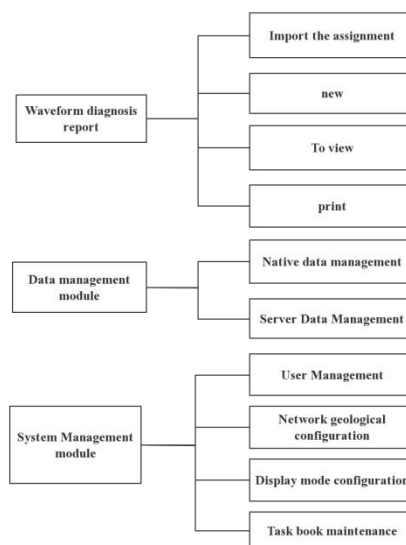 Import the assignment
new
Waveform diagnosis
report
To view
print
Native data management
Data management
module
Server Data Management
User Management
Network geological
configuration
System Management
module
Display mode configuration
Task book maintenance